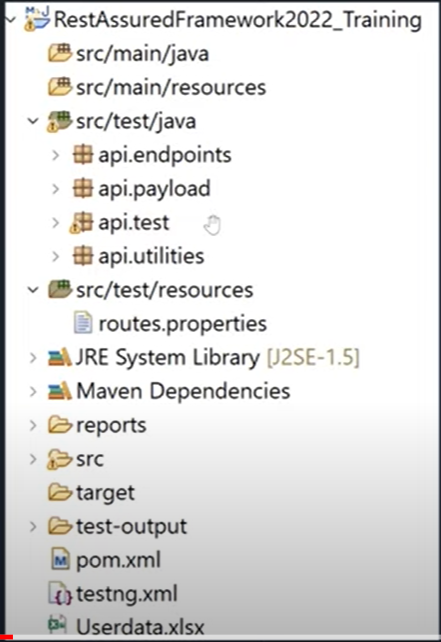 RestAssuredFramework2022_Training
src/main/java
src/main/resources
src/test/java
api.endpoints
api.payload
api.test
api.utilities
src/test/resources
routes.properties
JRE System Library [J2SE-1.5]
Maven Dependencies
reports
src
target
test-output
pom.xml
testng.xml
Userdata.xlsx